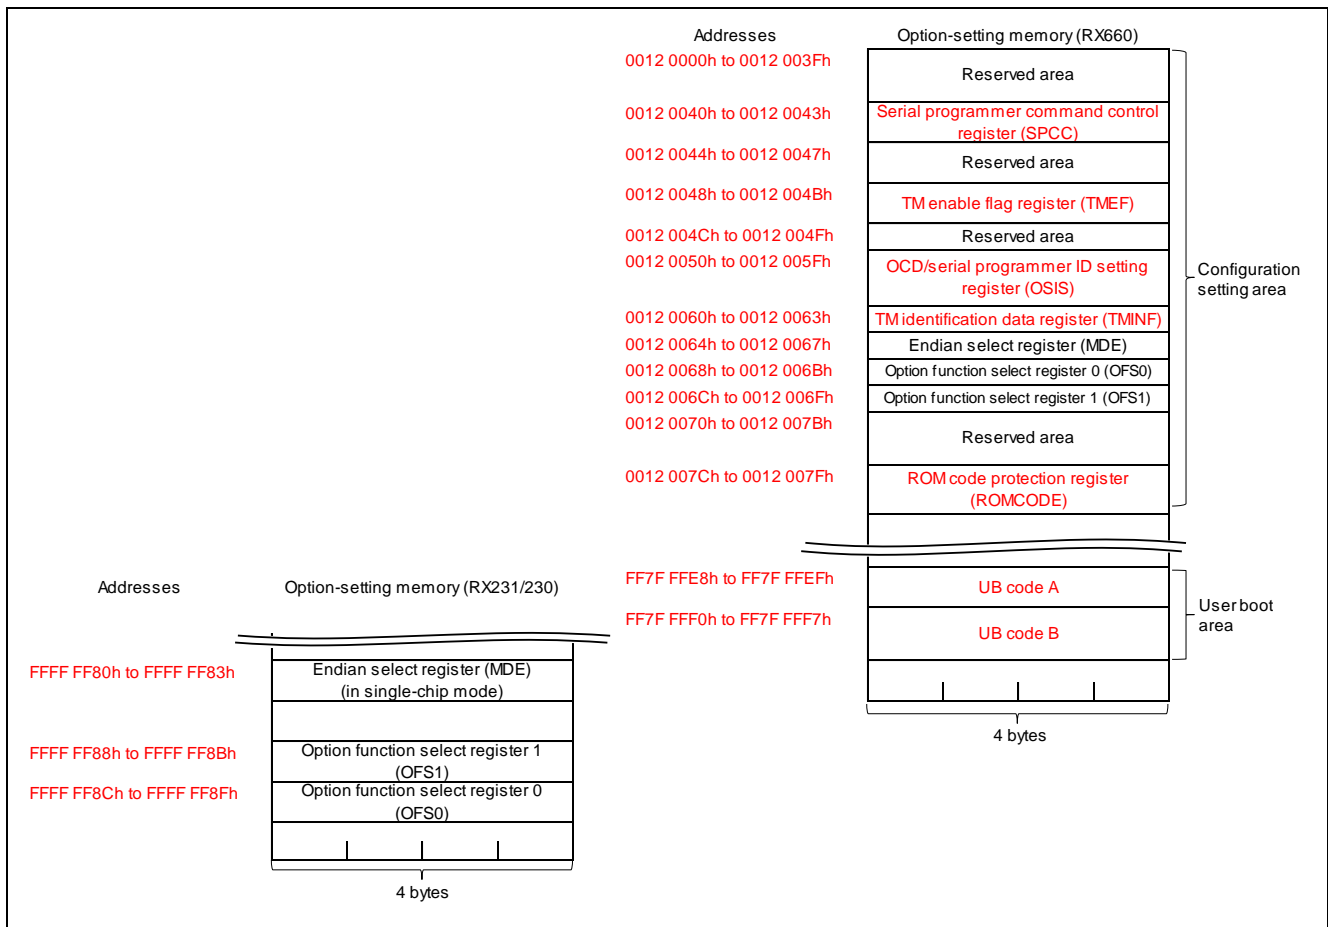 Addresses
Option-setting memory (RX660)
0012 0000h to 0012 003Fh
Reserved area
0012 0040h to 0012 0043h
Serial programmer command control
register (SPCC)
0012 0044h to 0012 0047h
Reserved area
0012 0048h to 0012 004Bh
TM enable flag register (TMEF)
0012 004Ch to 0012 004Fh
Reserved area
0012 0050h to 0012 005Fh
OCD/serial programmer ID setting
register (OSIS)
0012 0060h to 0012 0063h
TM identification data register (TMINF)
0012 0064h to 0012 0067h
Endian select register (MDE)
0012 0068h to 0012 006Bh
Option function select register 0 (OFS0)
0012 006Ch to 0012 006Fh
Option function select register 1 (OFS1)
0012 0070h to 0012 007Bh
Reserved area
0012 007Ch to 0012 007Fh
ROM code protection register
(ROMCODE)
Configuration
setting area
FF7F FFE8h to FF7F FFEFh
UB code A
FF7F FFF0h to FF7F FFF7h
UB code B
User boot
area
4 bytes
Addresses
Option-setting memory (RX231/230)
FFFF FF80h to FFFF FF83h
Endian select register (MDE)
(in single-chip mode)
FFFF FF88h to FFFF FF8Bh
Option function select register 1
(OFS1)
FFFF FF8Ch to FFFF FF8Fh
Option function select register 0
(OFS0)
4 bytes